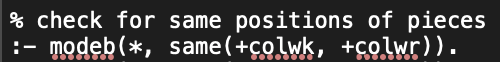 % check for same positions of pieces
:- modeb(*, same(+colwk, +colwr)).